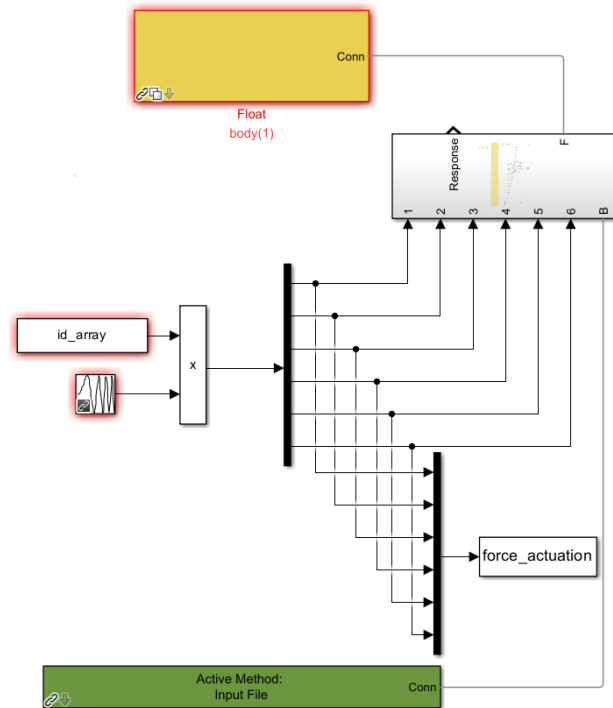 Conn
Float
body(1)
Response
F
1
2
3
4
5
6
B
id_array
x
force_actuation
Active Method:
Input File
Conn